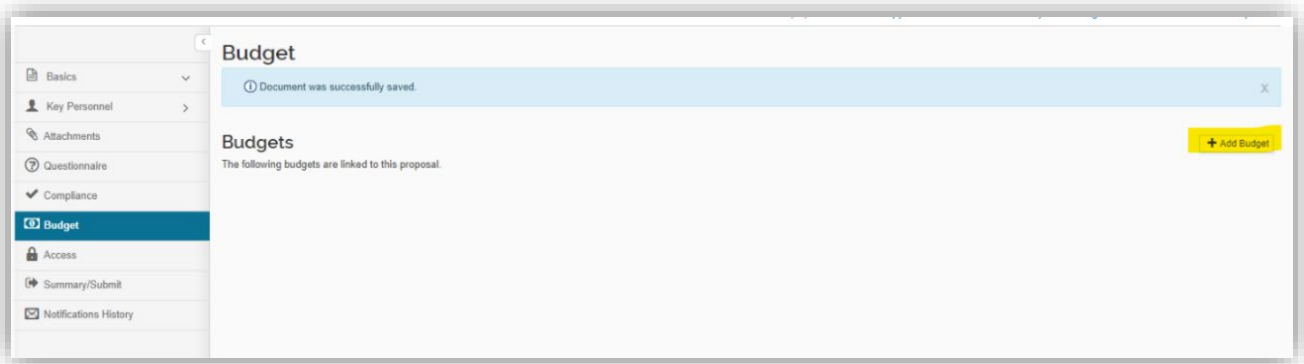 Budget
Document was successfully saved.
X
Basics
Key Personnel
Attachments
Questionnaire
Compliance
Budget
Access
Summary/Submit
Notifications History
Budgets
+ Add Budget
The following budgets are linked to this proposal.